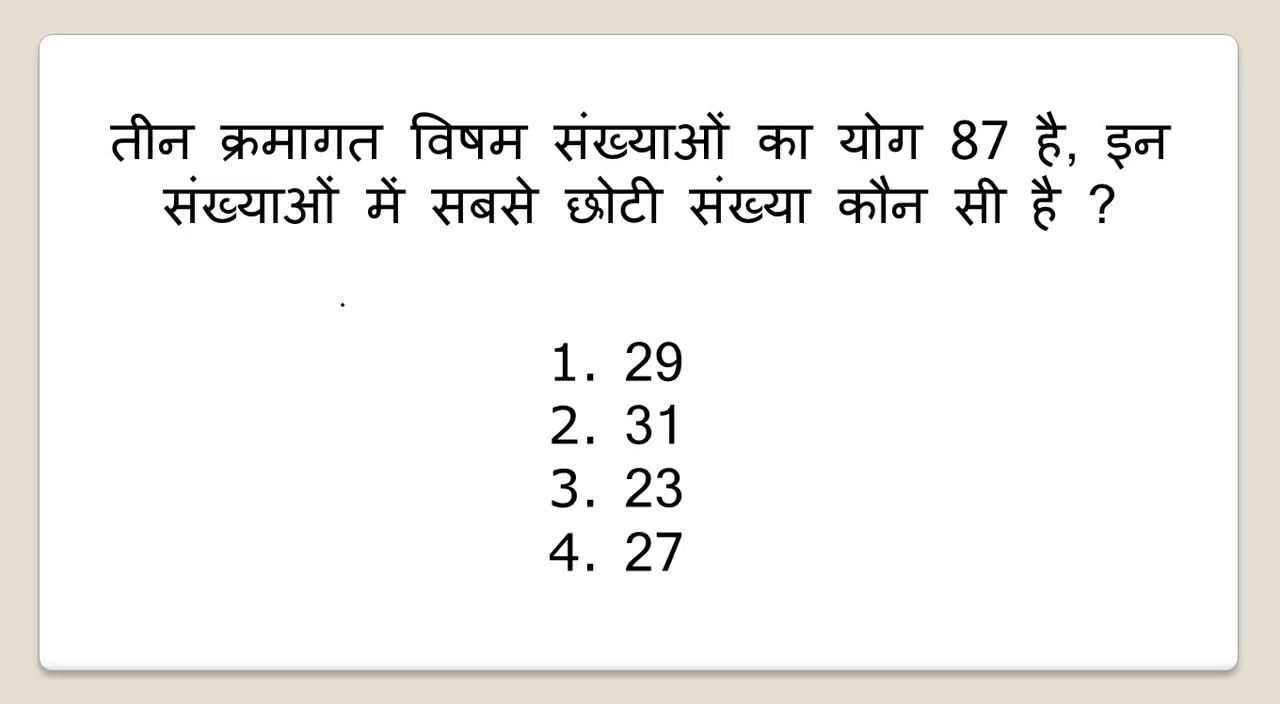 तीन क्रमागत विषम संख्याओं का योग 87 है, इन
संख्याओं में सबसे छोटी संख्या कौन सी है ?
1. 29
2. 31
3. 23
4. 27